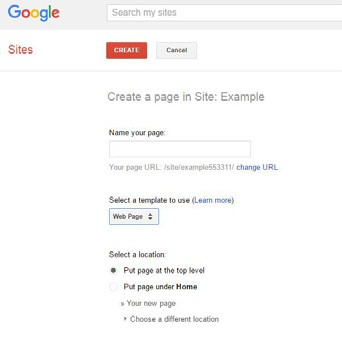 Google Search my sites
Sites CREATE Cancel
Create a page in Site: Example
Name your page:
Your page URL: /site/example553311/ change URL
Select a template to use (Learn more)
Web Page
Select a location:
Put page at the top level
Put page under Home
» Your new page
Choose a different location